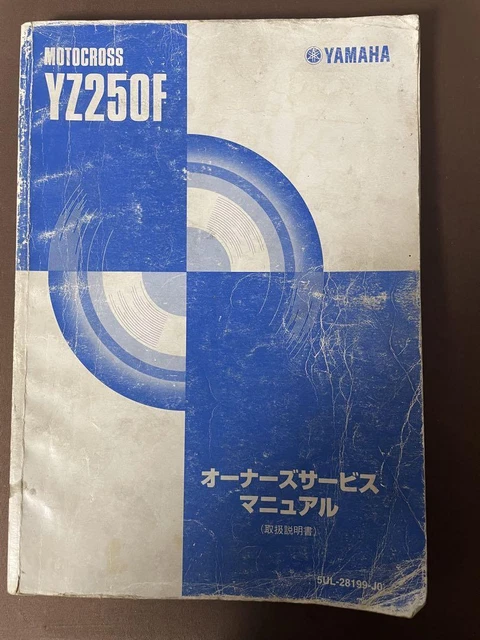 MOTOCROSS
YZ250F
YAMAHA
オーナーズサービス
マニュアル
(取扱説明書)
5UL-28199-J0